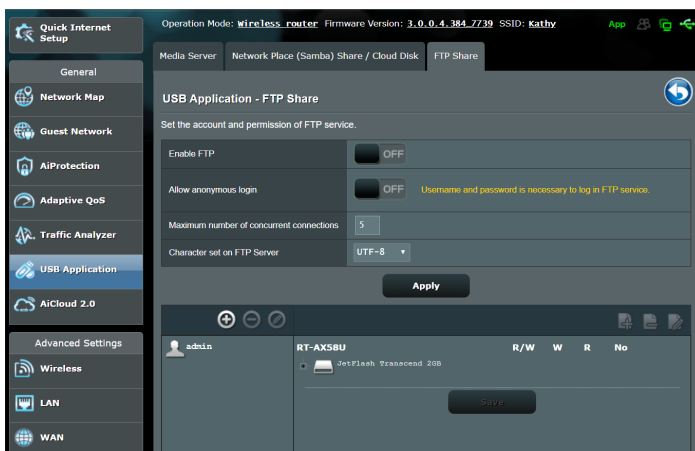 Quick Internet
Setup
Operation Mode: Wireless router Firmware Version: 3.0.0.4.384_7739 SSID: Kathy
App
Media Server
Network Place (Samba) Share / Cloud Disk
FTP Share
General
Network Map
Guest Network
AiProtection
Adaptive QoS
Traffic Analyzer
USB Application
AiCloud 2.0
Advanced Settings
Wireless
LAN
WAN
USB Application - FTP Share
Set the account and permission of FTP service.
Enable FTP
OFF
Allow anonymous login
OFF
Username and password is necessary to log in FTP service.
Maximum number of concurrent connections
5
Character set on FTP Server
UTF-8
Apply
admin
RT-AX58U
R/W W R No
JetFlash Transcend 2GB
Save